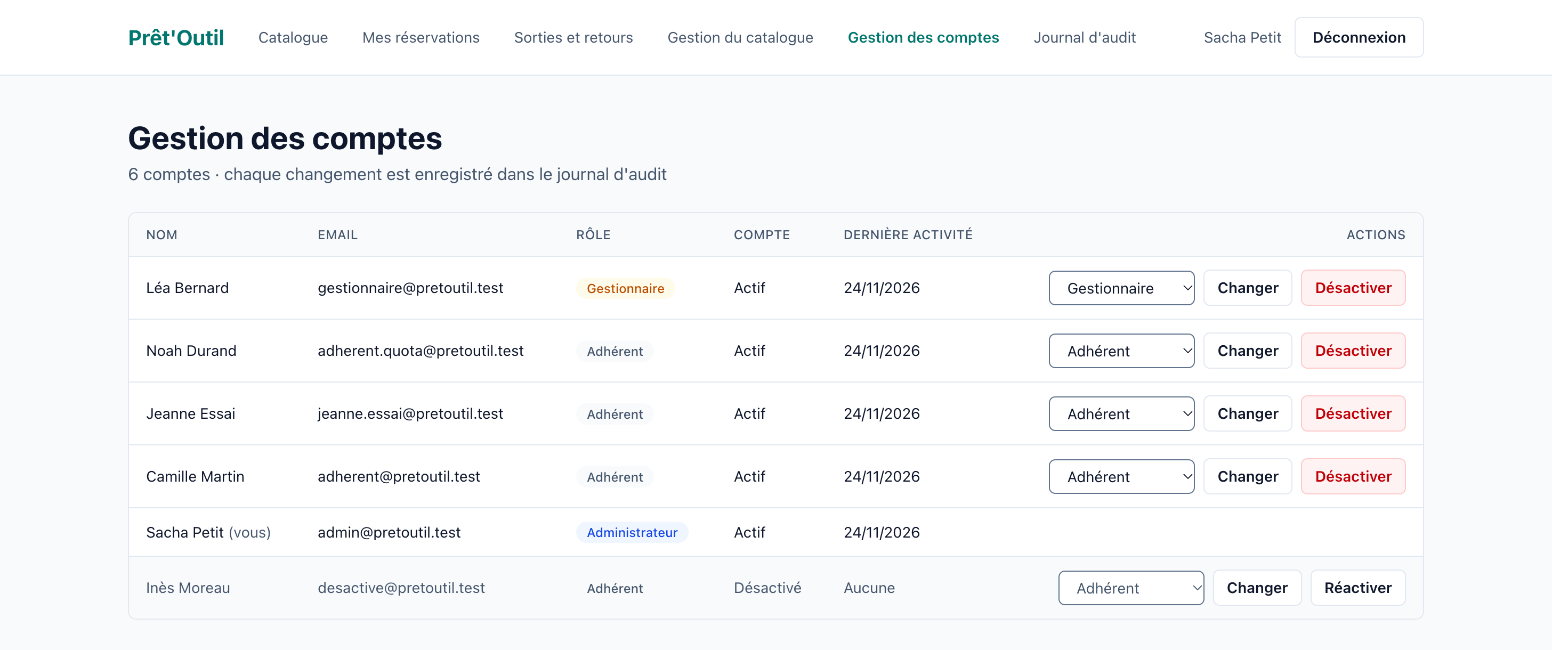 Prêt'Outil Catalogue Mes réservations Sorties et retours Gestion du catalogue Gestion des comptes Journal d'audit Sacha Petit Déconnexion
Gestion des comptes
6 comptes · chaque changement est enregistré dans le journal d'audit
NOM EMAIL RÔLE COMPTE DERNIÈRE ACTIVITÉ ACTIONS
Léa Bernard gestionnaire@pretoutil.test Gestionnaire Actif 24/11/2026 Gestionnaire Changer Désactiver
Noah Durand adherent.quota@pretoutil.test Adhérent Actif 24/11/2026 Adhérent Changer Désactiver
Jeanne Essai jeanne.essai@pretoutil.test Adhérent Actif 24/11/2026 Adhérent Changer Désactiver
Camille Martin adherent@pretoutil.test Adhérent Actif 24/11/2026 Adhérent Changer Désactiver
Sacha Petit (vous) admin@pretoutil.test Administrateur Actif 24/11/2026
Inès Moreau desactive@pretoutil.test Adhérent Désactivé Aucune Adhérent Changer Réactiver